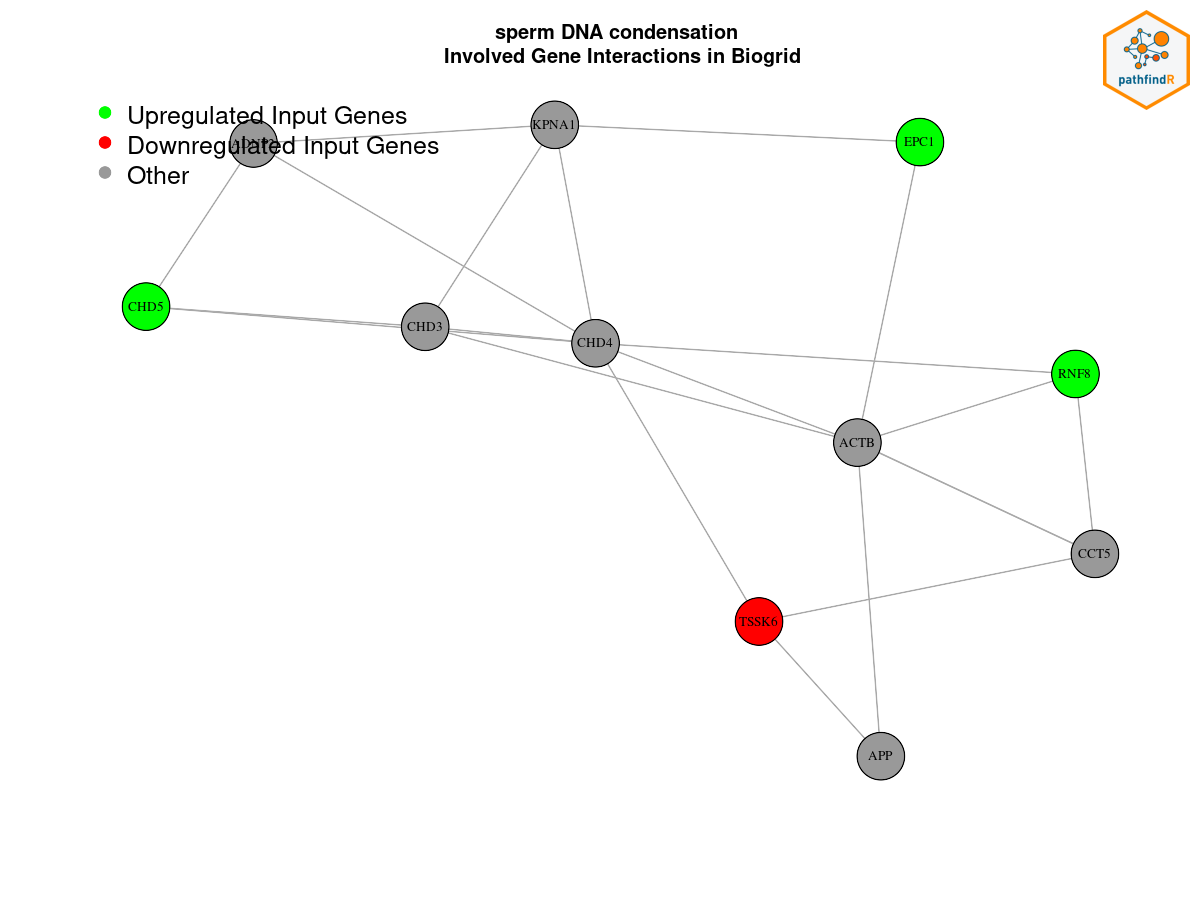 sperm DNA condensation
Involved Gene Interactions in Biogrid
pathfindR
Upregulated Input Genes
Downregulated Input Genes
Other
KPNA1
EPC1
CHD5
CHD3
CHD4
RNF8
ACTB
CCT5
TSSK6
APP